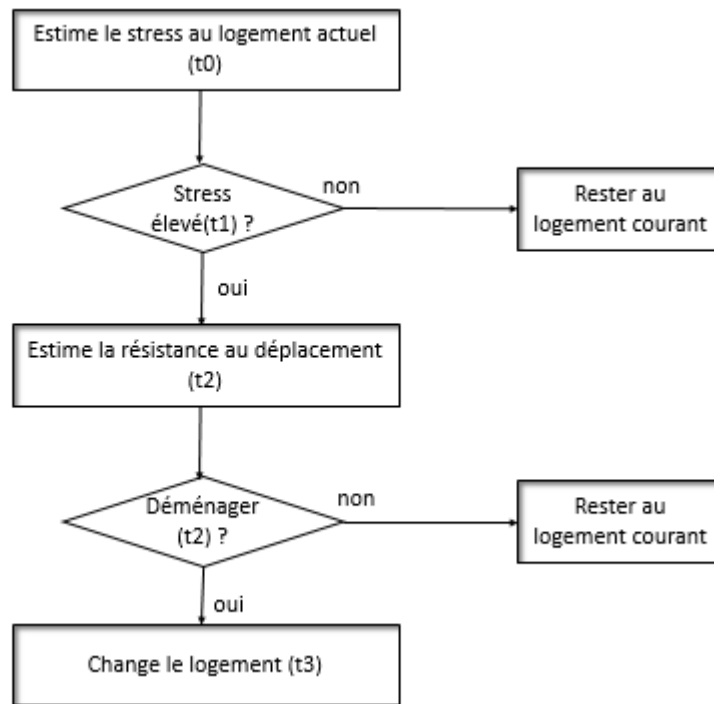 Estime le stress au logement actuel
(t0)
Stress
élevé(t1) ?
non
Rester au
logement courant
oui
Estime la résistance au déplacement
(t2)
Déménager
(t2) ?
non
Rester au
logement courant
oui
Change le logement (t3)